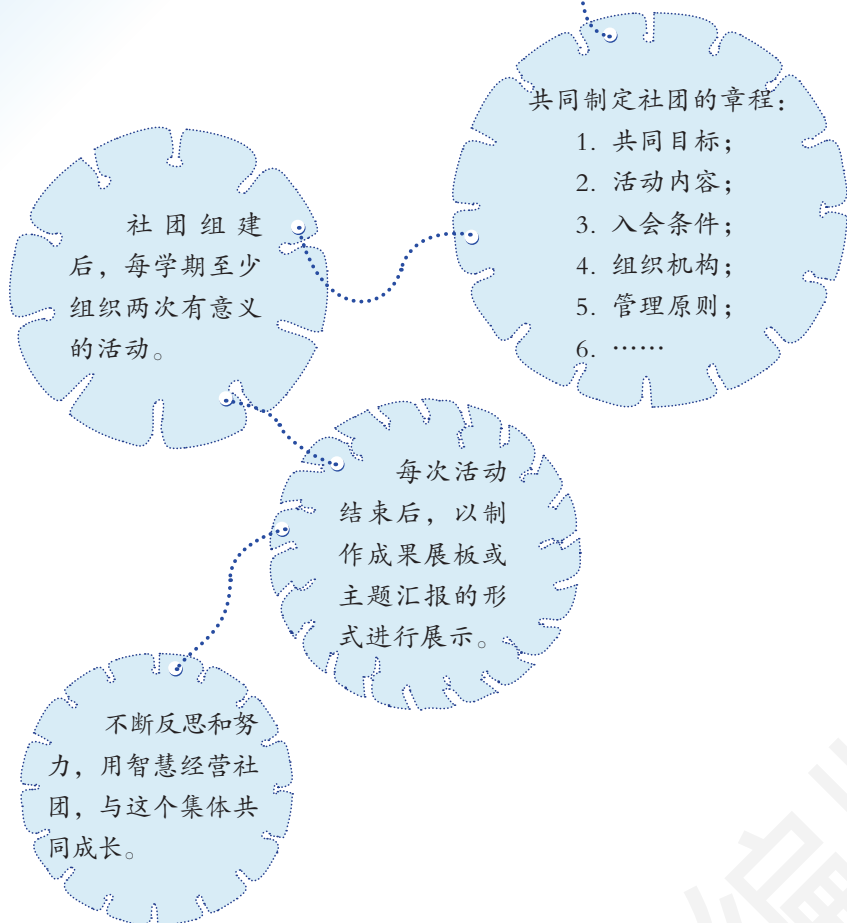 共同制定社团的章程：
1. 共同目标；
2. 活动内容；
3. 入会条件；
4. 组织机构；
5. 管理原则；
6. ……
社团组建
后，每学期至少
组织两次有意义
的活动。
每次活动
结束后，以制
作成果展板或
主题汇报的形
式进行展示。
不断反思和努
力，用智慧经营社
团，与这个集体共
同成长。